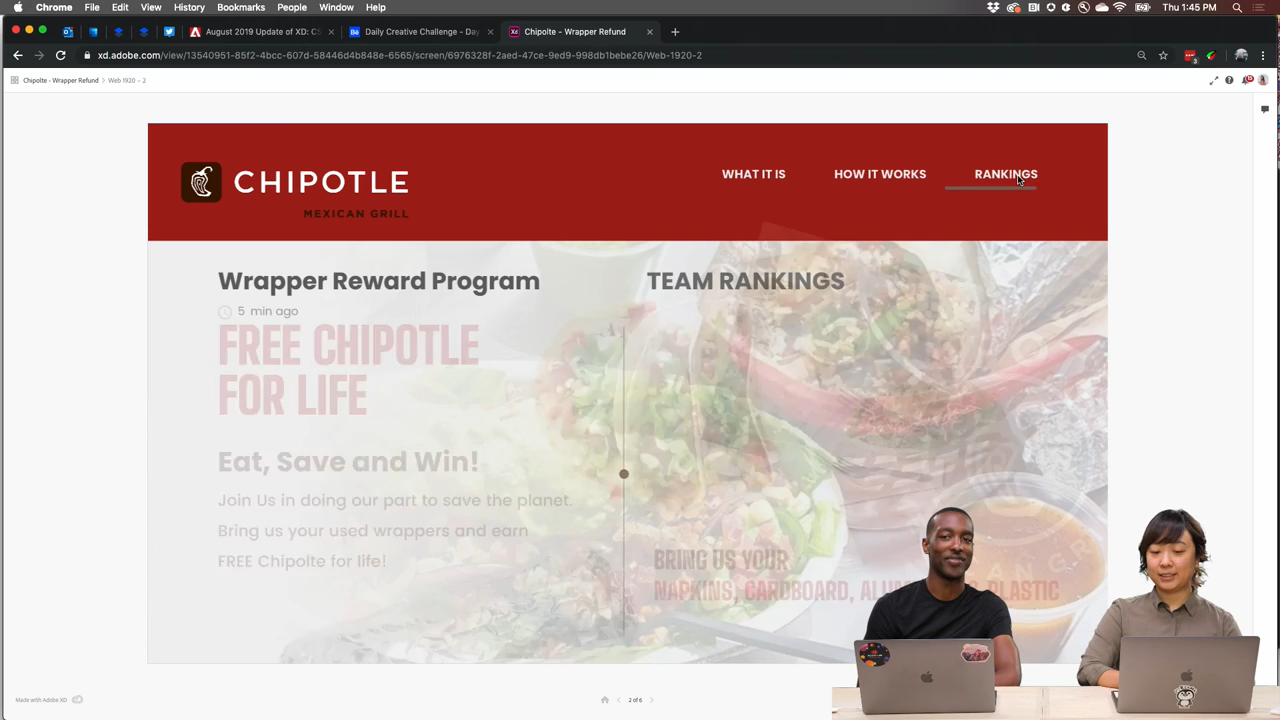 Chrome File Edit View History Bookmarks People Window Help
Thu 1:45 PM
August 2019 Update of XD: CS
Daily Creative Challenge - Day
Chipolte - Wrapper Refund
xd.adobe.com/view/13540951-85f2-4bcc-607d-58446d4b848e-6565/screen/6976328f-2aed-47ce-9ed9-998db1bebe26/Web-1920-2
Chipolte - Wrapper Refund > Web 1920 – 2
CHIPOTLE
MEXICAN GRILL
WHAT IT IS
HOW IT WORKS
RANKINGS
Wrapper Reward Program
5 min ago
FREE CHIPOTLE
FOR LIFE
Eat, Save and Win!
Join Us in doing our part to save the planet.
Bring us your used wrappers and earn
FREE Chipolte for life!
TEAM RANKINGS
BRING US YOUR
NAPKINS, CARDBOARD, PLASTIC
Made with Adobe XD
2 of 6